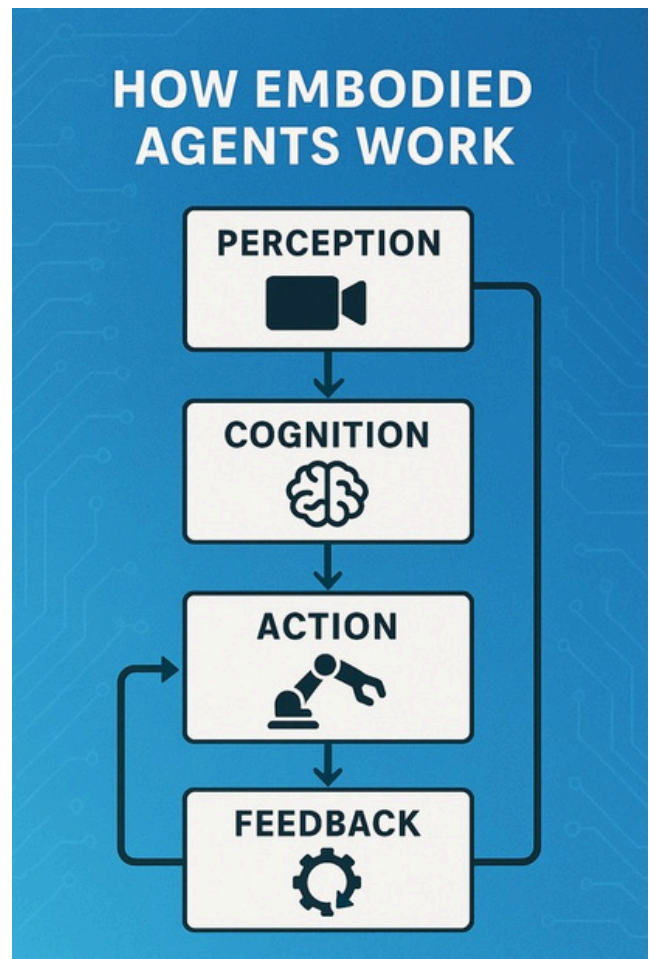 HOW EMBODIED
AGENTS WORK
PERCEPTION
COGNITION
ACTION
FEEDBACK